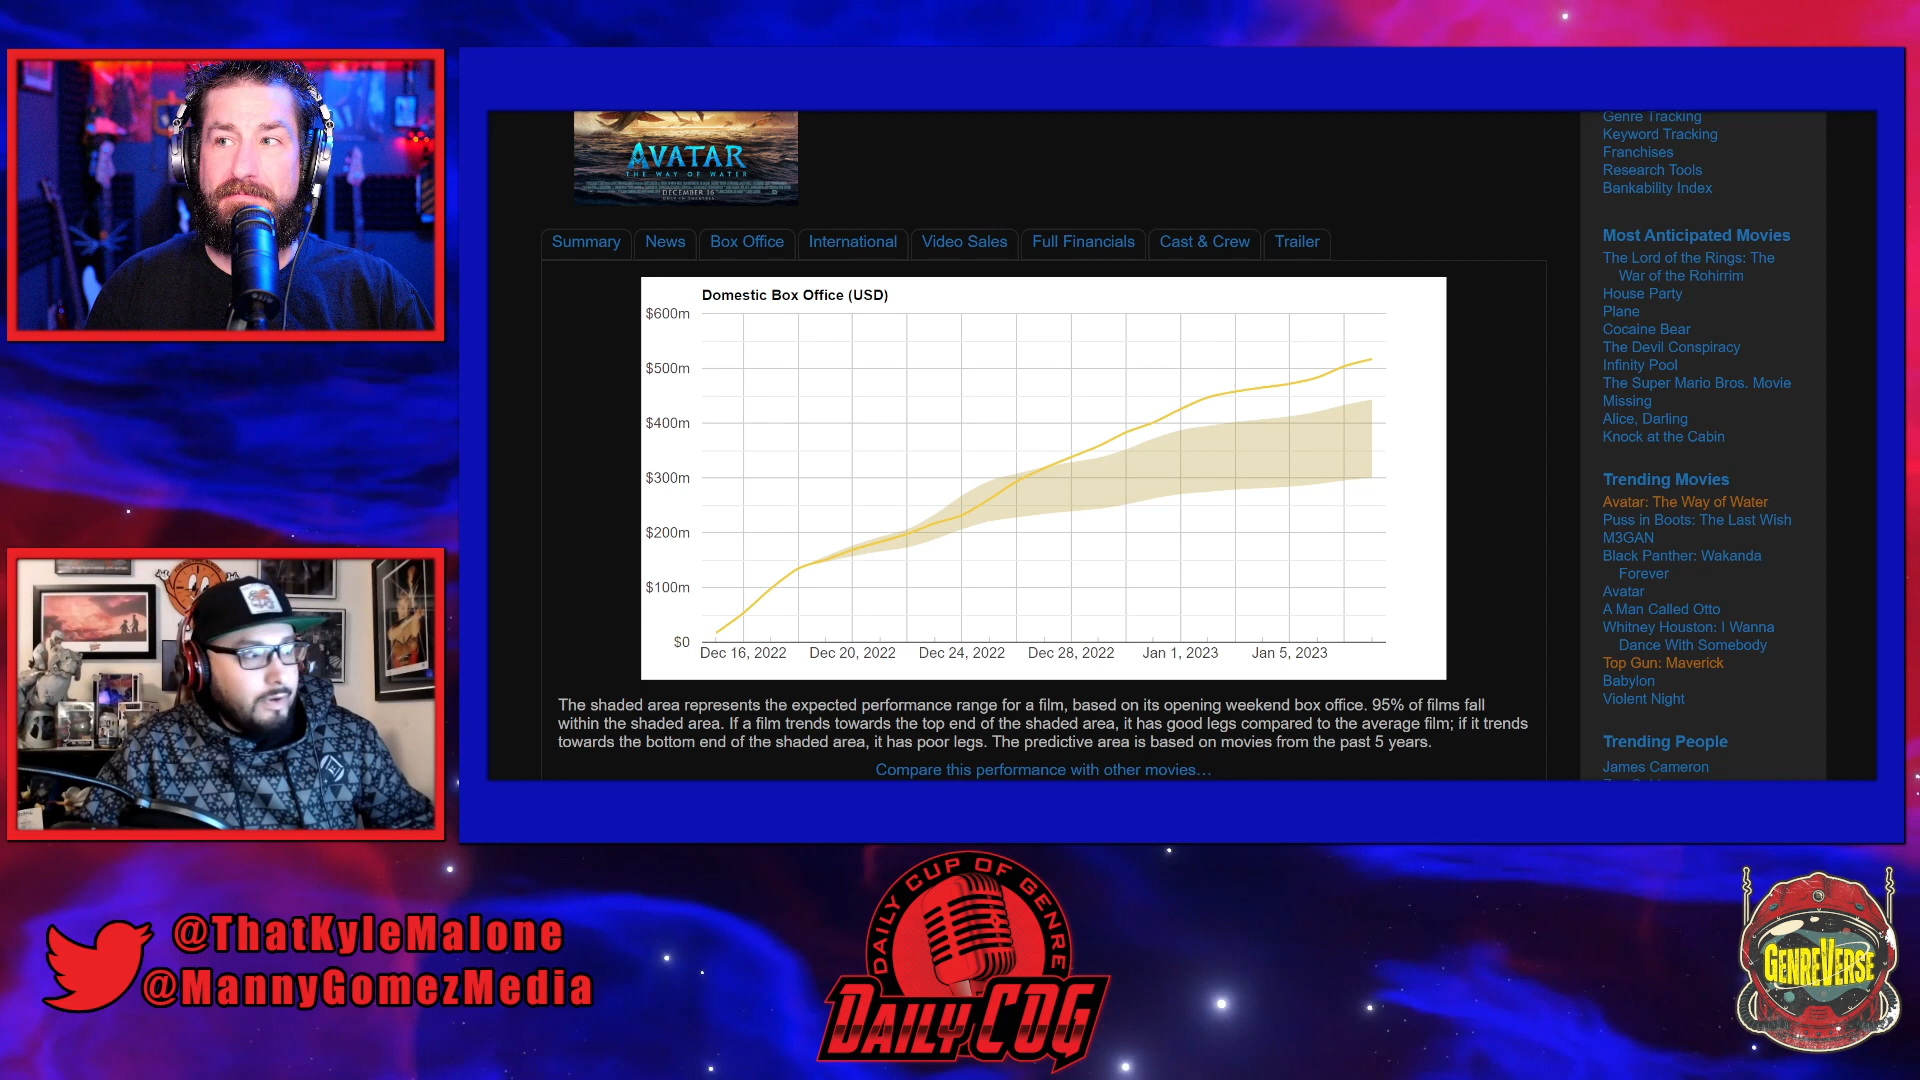 AVATAR
THE WAY OF WATER
DECEMBER 16
Summary
News
Box Office
International
Video Sales
Full Financials
Cast & Crew
Trailer
Domestic Box Office (USD)
$600m
$500m
$400m
$300m
$200m
$100m
$0
Dec 16, 2022
Dec 20, 2022
Dec 24, 2022
Dec 28, 2022
Jan 1, 2023
Jan 5, 2023
The shaded area represents the expected performance range for a film, based on its opening weekend box office. 95% of films fall
within the shaded area. If a film trends towards the top end of the shaded area, it has good legs compared to the average film; if it trends
towards the bottom end of the shaded area, it has poor legs. The predictive area is based on movies from the past 5 years.
Compare this performance with other movies…
Genre Tracking
Keyword Tracking
Franchises
Research Tools
Bankability Index
Most Anticipated Movies
The Lord of the Rings: The
War of the Rohirrim
House Party
Plane
Cocaine Bear
The Devil Conspiracy
Infinity Pool
The Super Mario Bros. Movie
Missing
Alice, Darling
Knock at the Cabin
Trending Movies
Avatar: The Way of Water
Puss in Boots: The Last Wish
M3GAN
Black Panther: Wakanda
Forever
Avatar
A Man Called Otto
Whitney Houston: I Wanna
Dance With Somebody
Top Gun: Maverick
Babylon
Violent Night
Trending People
James Cameron
@ThatKyleMalone
@MannyGomezMedia
DAILY CUP OF GENRE
DAILY COG
GENREVERSE